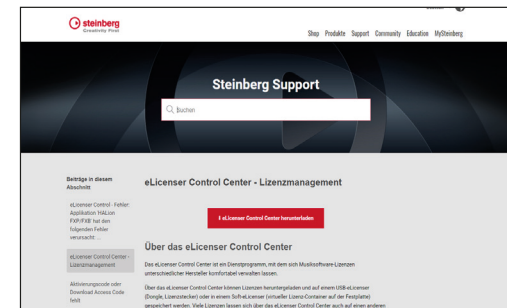 steinberg
Creativity First
Shop Produkte Support Community Education MySteinberg
Steinberg Support
Suchen
Beiträge in diesem
Abschnitt
eLicenser Control - Fehler:
Applikation HALion
FXP/FXB' hat den
folgenden Fehler
verursacht: ...
eLicenser Control Center -
Lizenzmanagement
Aktivierungscode oder
Download Access Code
fehlt
eLicenser Control Center - Lizenzmanagement
eLicenser Control Center herunterladen
Über das eLicenser Control Center
Das eLicenser Control Center ist ein Dienstprogramm, mit dem sich Musiksoftware-Lizenzen
unterschiedlicher Hersteller komfortabel verwalten lassen.
Über das eLicenser Control Center können Lizenzen heruntergeladen und auf einem USB-eLicenser
(Dongle, Lizenzstecker) oder in einem Soft-eLicenser (virtueller Lizenz-Container auf der Festplatte)
gespeichert werden. Viele Lizenzen lassen sich über das eLicenser Control Center auch auf einen anderen